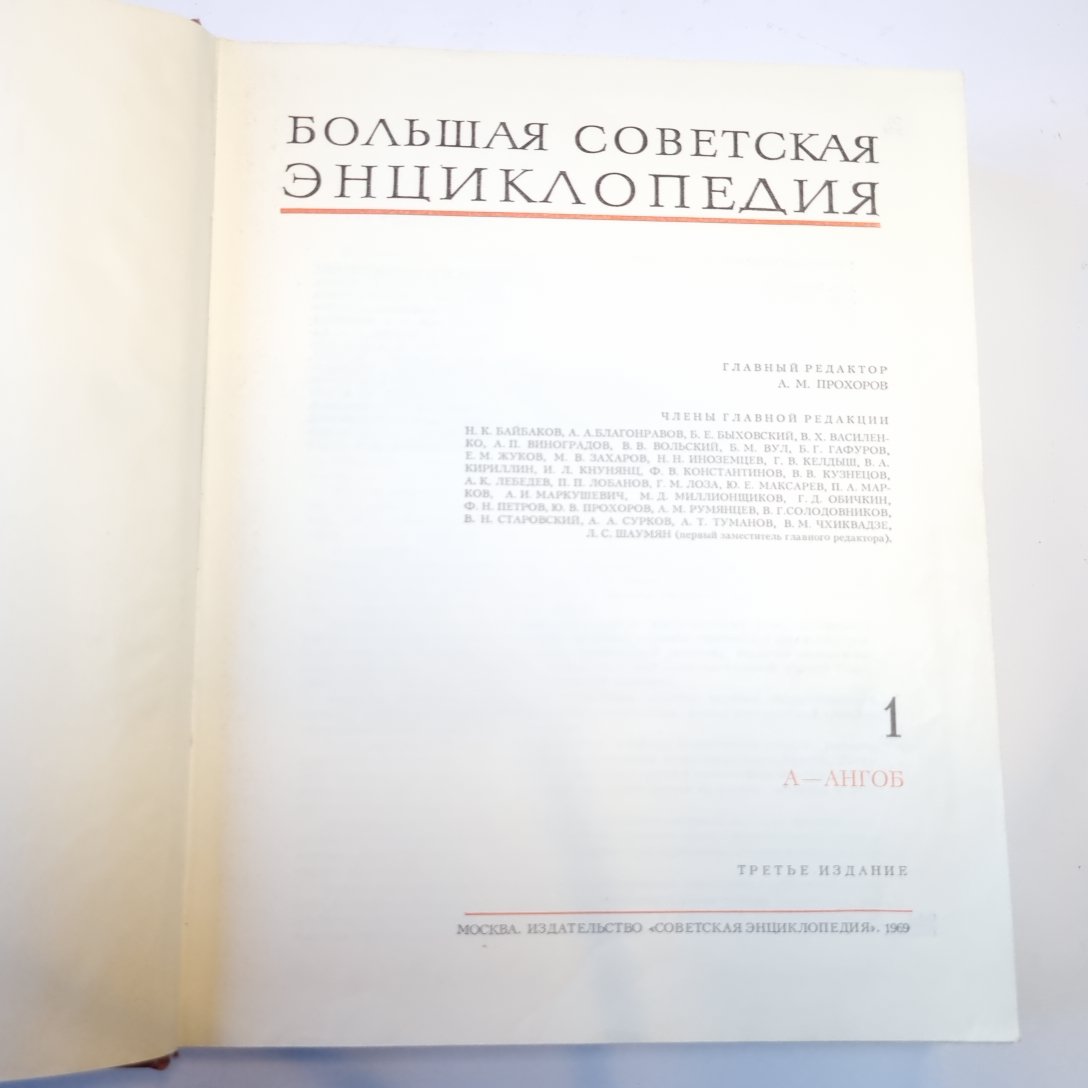 БОЛЬШАЯ СОВЕТСКАЯ
ЭНЦИКЛОПЕДИЯ
ГЛАВНЫЙ РЕДАКТОР
А. М. ПРОХОРОВ
ЧЛЕНЫ ГЛАВНОЙ РЕДАКЦИИ
Н. К. БАЙБАКОВ, А. А. БЛАГОНРАВОВ, Б. Е. БЫХОВСКИЙ, В. Х. ВАСИЛЕН-
КО, А. П. ВИНОГРАДОВ, В. В. ВОЛЬСКИЙ, Б. М. ВУЛ, Б. Г. ГАФУРОВ,
Е. М. ЖУКОВ, М. В. ЗАХАРОВ, Н. Н. ИНОЗЕМЦЕВ, Г. В. КЕЛДЫШ, В. А.
КИРИЛЛИН, И. Л. КНУНЯНЦ, Ф. В. КОНСТАНТИНОВ, В. В. КУЗНЕЦОВ,
А. К. ЛЕБЕДЕВ, П. П. ЛОБАНОВ, Г. М. ЛОЗА, Ю. Е. МАКСАРЕВ, П. А. МАР-
КОВ, А. И. МАРКУШЕВИЧ, М. Д. МИЛЛИОНЩИКОВ, Г. Д. ОБИЧКИН,
Ф. Н. ПЕТРОВ, Ю. В. ПРОХОРОВ, А. М. РУМЯНЦЕВ, В. Г. СОЛОДОВНИКОВ,
В. Н. СТАРОВСКИЙ, А. А. СУРКОВ, А. Т. ТУМАНОВ, В. М. ЧХИКВАДЗЕ,
Л. С. ШАУМЯН (первый заместитель главного редактора).
1
А—АНГОБ
ТРЕТЬЕ ИЗДАНИЕ
МОСКВА. ИЗДАТЕЛЬСТВО «СОВЕТСКАЯ ЭНЦИКЛОПЕДИЯ». 1969